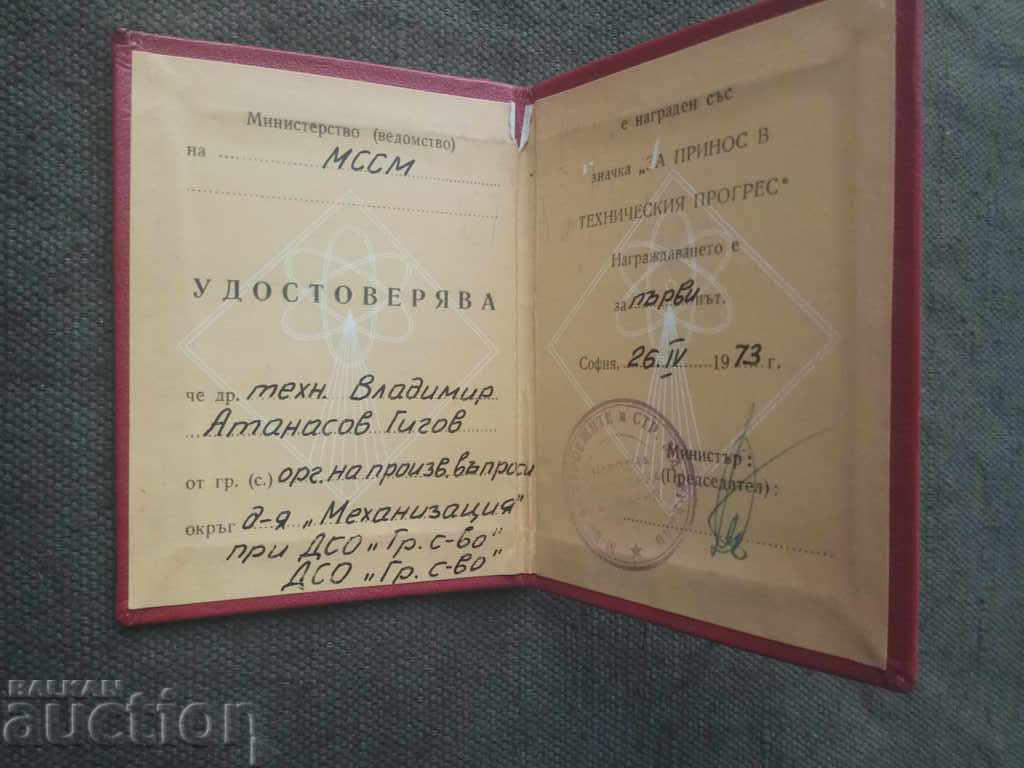 Министерство (ведомство)
на МССМ
УДОСТОВЕРЯВА
че др. техн. Владимир
Атанасов Гигов
от гр. (с.) орг. на произв. въпроси
окръг д-я „Механизация"
при ДСО „Гр. с-во"
ДСО „Гр. с-во"
е награден със
значка „ЗА ПРИНОС В
ТЕХНИЧЕСКИЯ ПРОГРЕС"
Награждаването е
за първи път.
София, 26.IV 1973 г.
Министър:
(Председател):
BALKAN
auction